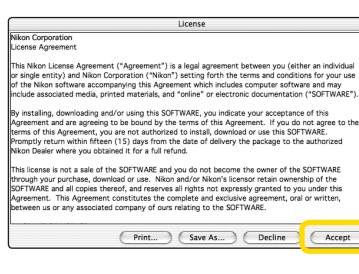 License
Nikon Corporation
License Agreement
This Nikon License Agreement ("Agreement") is a legal agreement between you (either an individual
or single entity) and Nikon Corporation ("Nikon") setting forth the terms and conditions for your use
of the Nikon software accompanying this Agreement which includes computer software and may
include associated media, printed materials, and "online" or electronic documentation ("SOFTWARE").
By installing, downloading and/or using this SOFTWARE, you indicate your acceptance of this
Agreement and are agreeing to be bound by the terms of this Agreement. If you do not agree to the
terms of this Agreement, you are not authorized to install, download or use this SOFTWARE.
Promptly return within fifteen (15) days from the date of delivery the package to the authorized
Nikon Dealer where you obtained it for a full refund.
This license is not a sale of the SOFTWARE and you do not become the owner of the SOFTWARE
through your purchase, download or use. Nikon and/or Nikon's licensor retain ownership of the
SOFTWARE and all copies thereof, and reserves all rights not expressly granted to you under this
Agreement. This Agreement constitutes the complete and exclusive agreement, oral or written,
between us or any associated company of ours relating to the SOFTWARE.
Print... Save As... Decline Accept